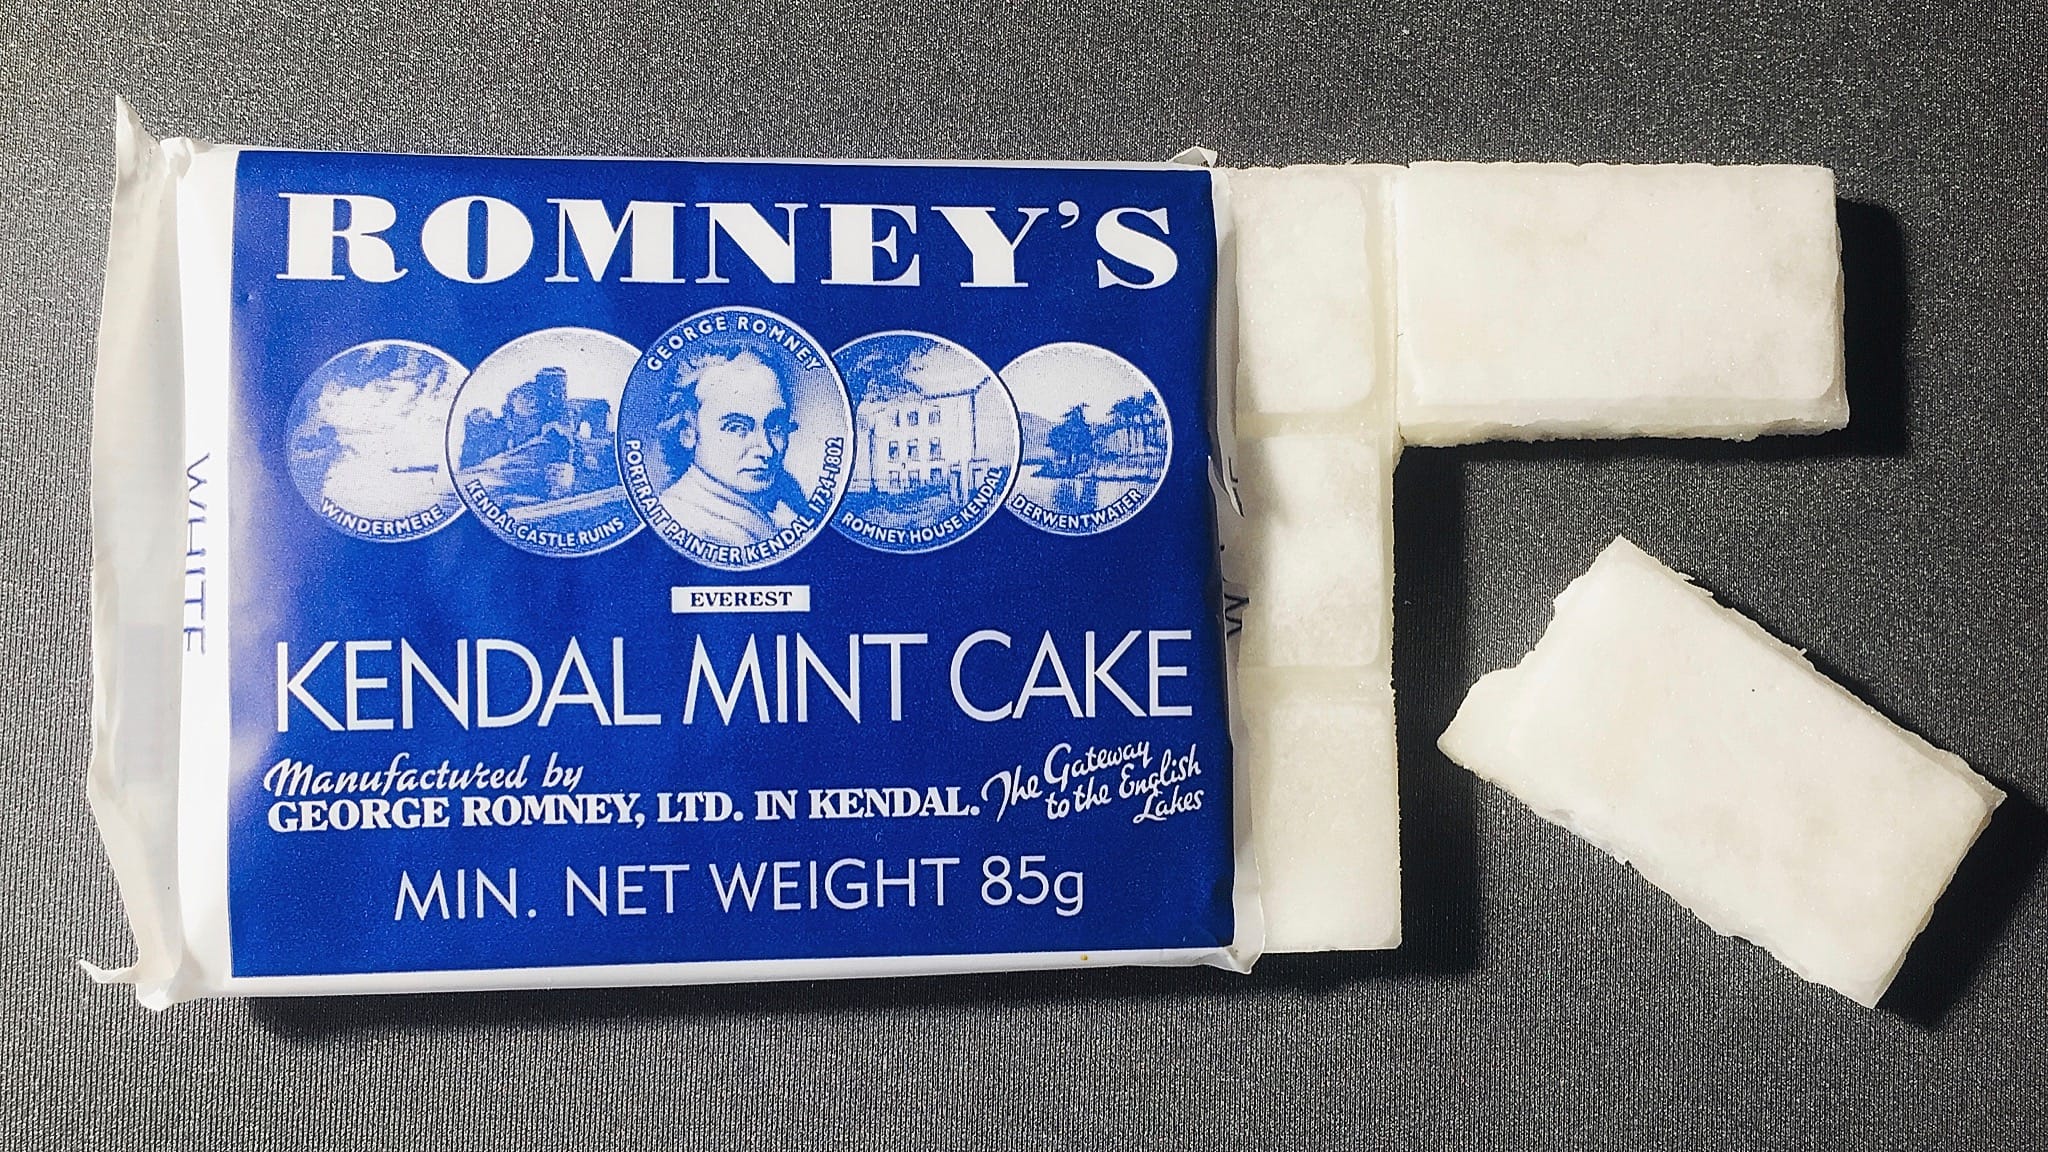 ROMNEY'S
WINDERMERE
KENDAL CASTLE RUINS
GEORGE ROMNEY
PORTRAIT PAINTER KENDAL 1734-1802
ROMNEY HOUSE KENDAL
DERWENTWATER
EVEREST
KENDAL MINT CAKE
Manufactured by
GEORGE ROMNEY, LTD. IN KENDAL.
The Gateway
to the English
Lakes
MIN. NET WEIGHT 85g
WHITE